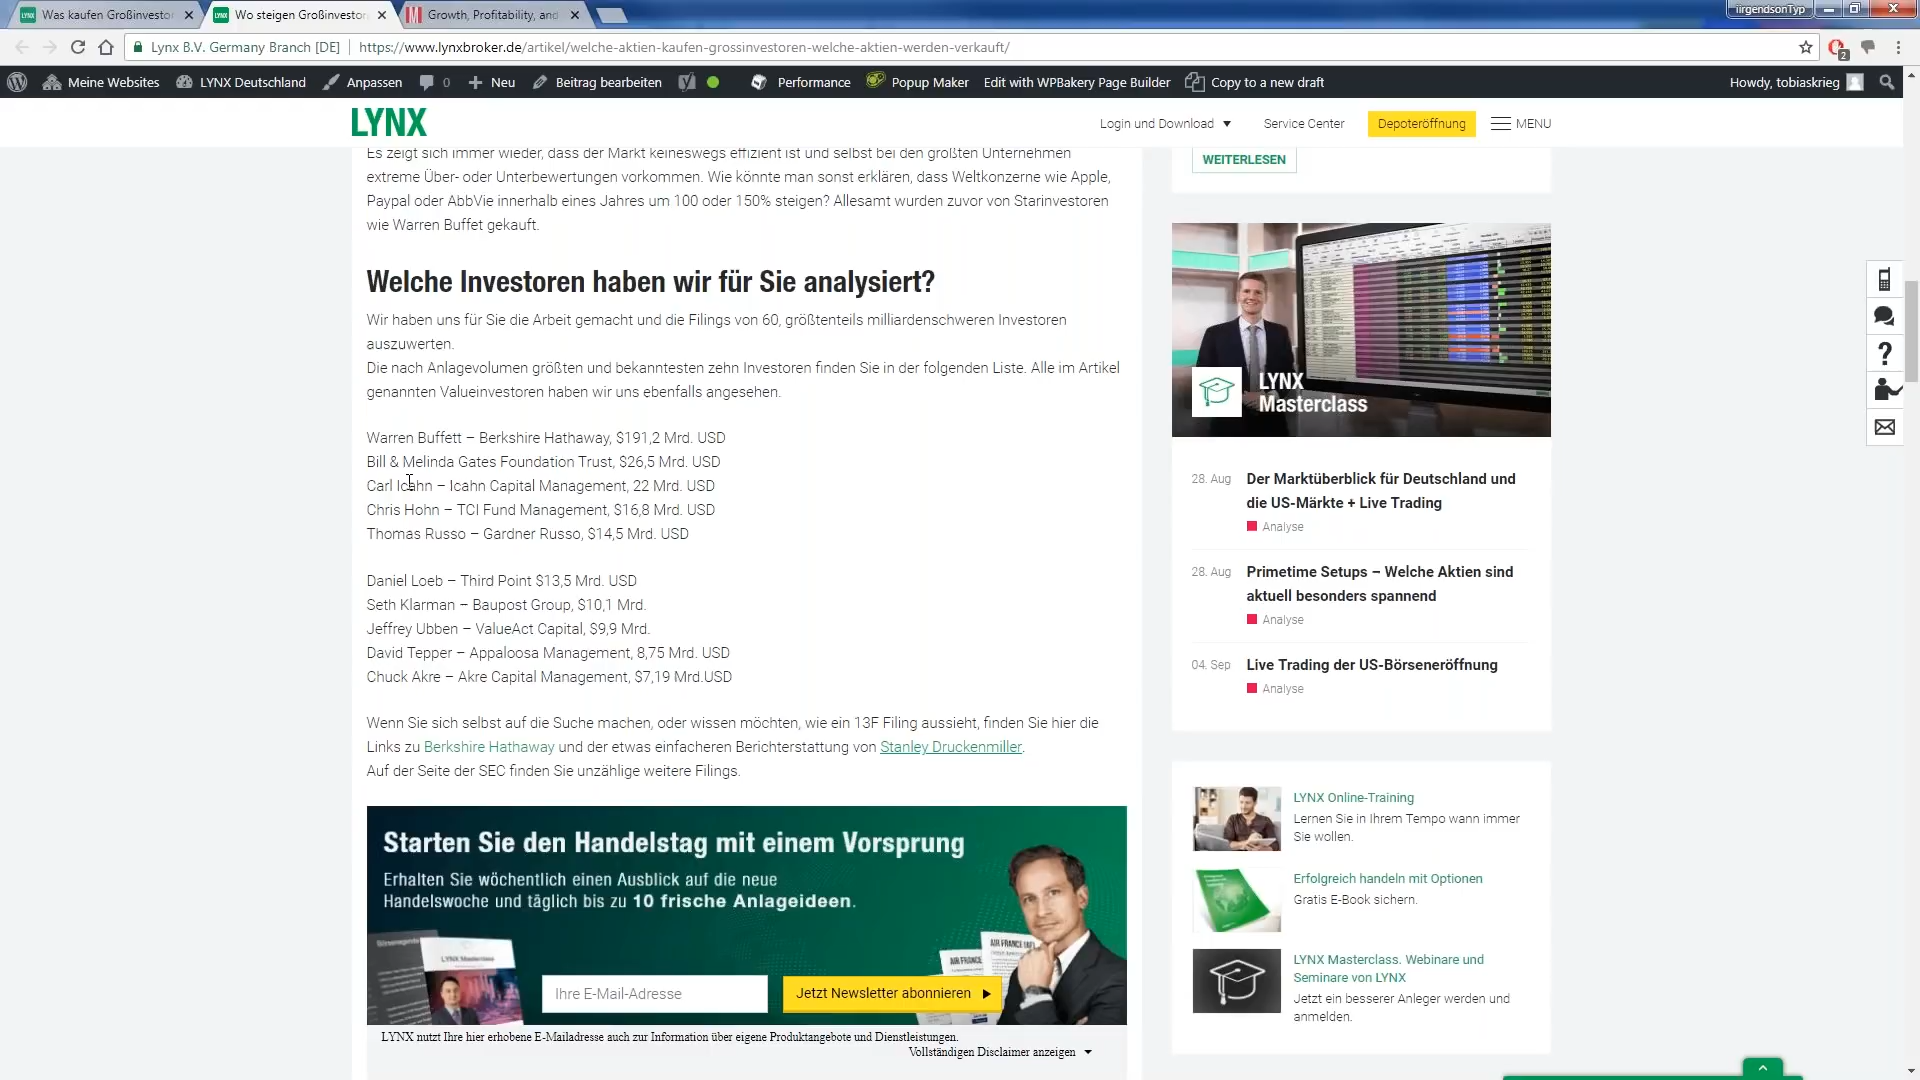 Was kaufen Großinvestor
Wo steigen Großinvestor
Growth, Profitability, and
iirgendsonTyp
Lynx B.V. Germany Branch [DE]
https://www.lynxbroker.de/artikel/welche-aktien-kaufen-grossinvestoren-welche-aktien-werden-verkauft/
2
Meine Websites
LYNX Deutschland
Anpassen
0
Neu
Beitrag bearbeiten
Performance
Popup Maker
Edit with WPBakery Page Builder
Copy to a new draft
Howdy, tobiaskrieg
LYNX
Login und Download
Service Center
Depoteröffnung
MENU
Es zeigt sich immer wieder, dass der Markt keineswegs effizient ist und selbst bei den größten Unternehmen
extreme Über- oder Unterbewertungen vorkommen. Wie könnte man sonst erklären, dass Weltkonzerne wie Apple,
Paypal oder AbbVie innerhalb eines Jahres um 100 oder 150% steigen? Allesamt wurden zuvor von Starinvestoren
wie Warren Buffet gekauft.
Welche Investoren haben wir für Sie analysiert?
Wir haben uns für Sie die Arbeit gemacht und die Filings von 60, größtenteils milliardenschweren Investoren
auszuwerten.
Die nach Anlagevolumen größten und bekanntesten zehn Investoren finden Sie in der folgenden Liste. Alle im Artikel
genannten Valueinvestoren haben wir uns ebenfalls angesehen.
Warren Buffett – Berkshire Hathaway, $191,2 Mrd. USD
Bill & Melinda Gates Foundation Trust, $26,5 Mrd. USD
Carl Icahn – Icahn Capital Management, 22 Mrd. USD
Chris Hohn – TCI Fund Management, $16,8 Mrd. USD
Thomas Russo – Gardner Russo, $14,5 Mrd. USD
Daniel Loeb – Third Point $13,5 Mrd. USD
Seth Klarman – Baupost Group, $10,1 Mrd.
Jeffrey Ubben – ValueAct Capital, $9,9 Mrd.
David Tepper – Appaloosa Management, 8,75 Mrd. USD
Chuck Akre – Akre Capital Management, $7,19 Mrd.USD
Wenn Sie sich selbst auf die Suche machen, oder wissen möchten, wie ein 13F Filing aussieht, finden Sie hier die
Links zu Berkshire Hathaway und der etwas einfacheren Berichterstattung von Stanley Druckenmiller.
Auf der Seite der SEC finden Sie unzählige weitere Filings.
Starten Sie den Handelstag mit einem Vorsprung
Erhalten Sie wöchentlich einen Ausblick auf die neue
Handelswoche und täglich bis zu 10 frische Anlageideen.
Ihre E-Mail-Adresse
Jetzt Newsletter abonnieren
LYNX nutzt Ihre hier erhobene E-Mailadresse auch zur Information über eigene Produktangebote und Dienstleistungen.
Vollständigen Disclaimer anzeigen
WEITERLESEN
LYNX
Masterclass
28. Aug
Der Marktüberblick für Deutschland und
die US-Märkte + Live Trading
Analyse
28. Aug
Primetime Setups – Welche Aktien sind
aktuell besonders spannend
Analyse
04. Sep
Live Trading der US-Börseneröffnung
Analyse
LYNX Online-Training
Lernen Sie in Ihrem Tempo wann immer
Sie wollen.
Erfolgreich handeln mit Optionen
Gratis E-Book sichern.
LYNX Masterclass. Webinare und
Seminare von LYNX
Jetzt ein besserer Anleger werden und
anmelden.